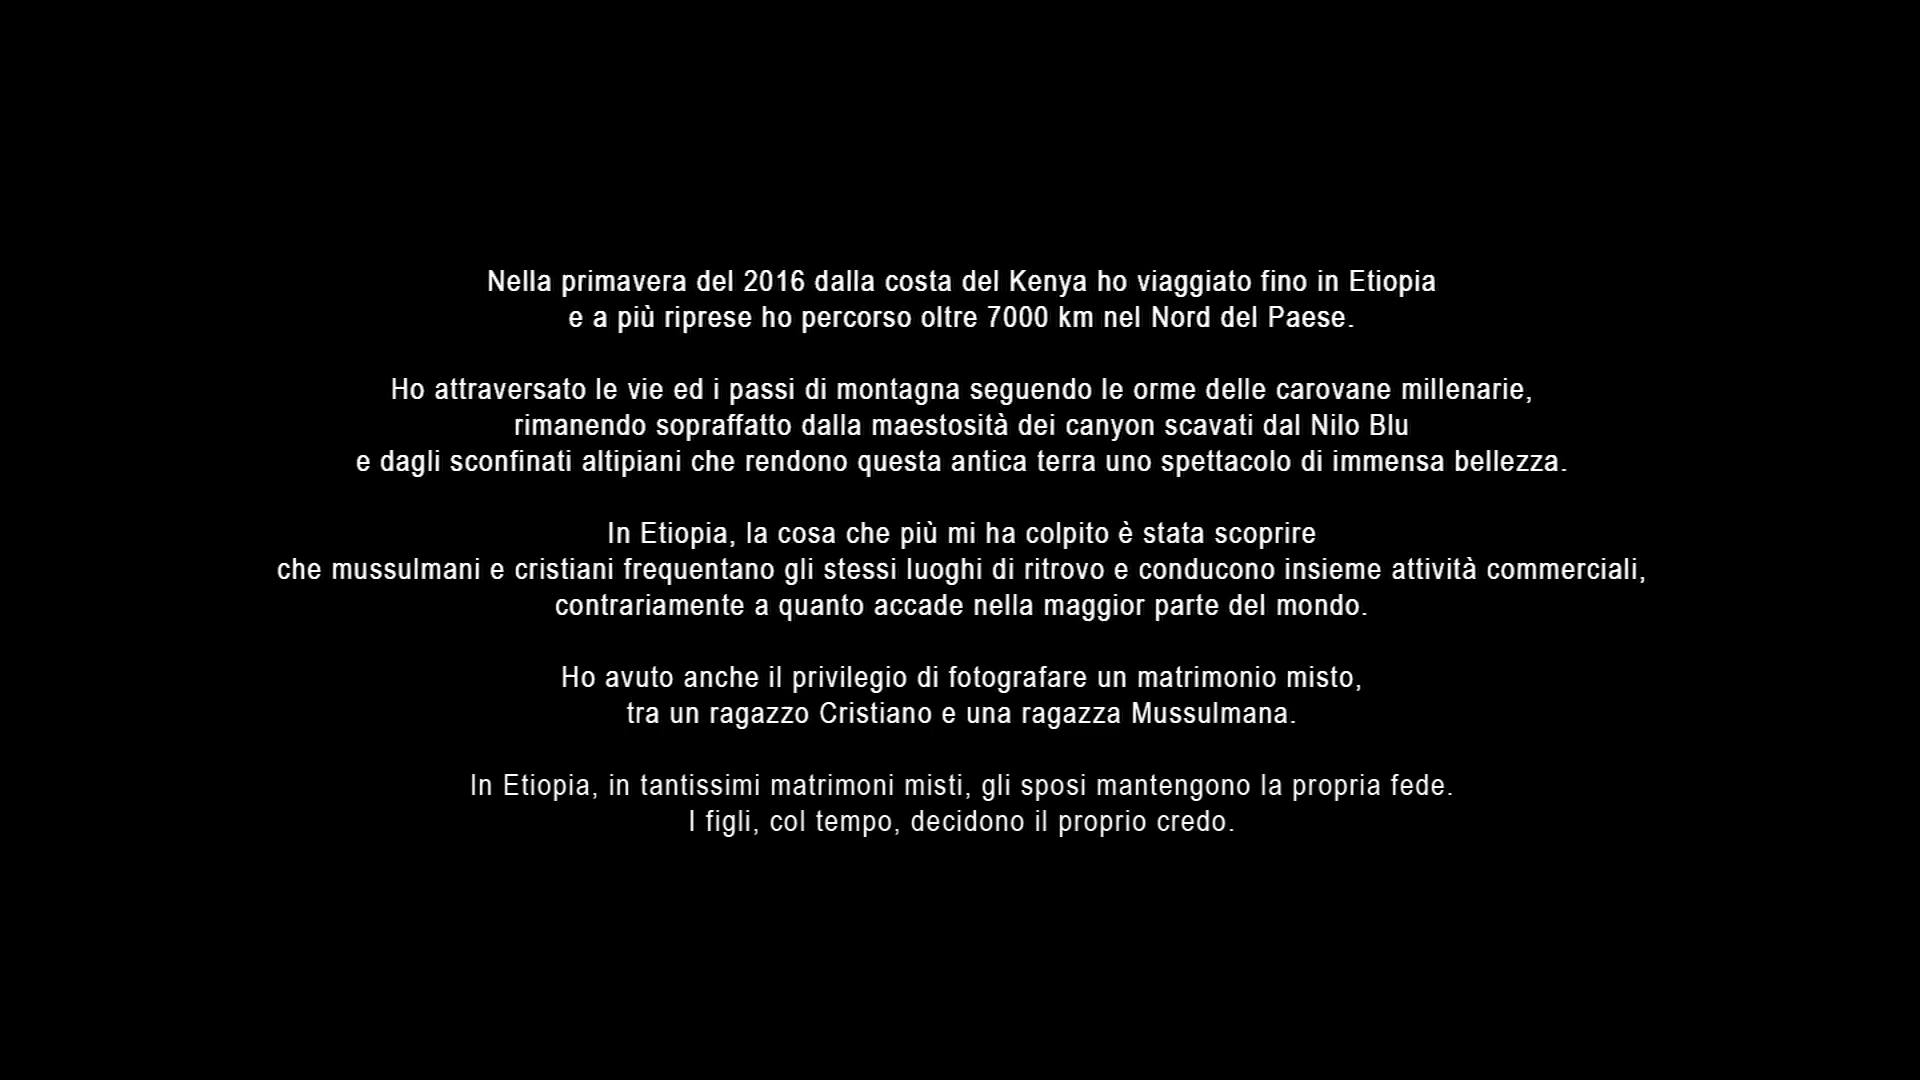 Nella primavera del 2016 dalla costa del Kenya ho viaggiato fino in Etiopia
e a più riprese ho percorso oltre 7000 km nel Nord del Paese.
Ho attraversato le vie ed i passi di montagna seguendo le orme delle carovane millenarie,
rimanendo sopraffatto dalla maestosità dei canyon scavati dal Nilo Blu
e dagli sconfinati altipiani che rendono questa antica terra uno spettacolo di immensa bellezza.
In Etiopia, la cosa che più mi ha colpito è stata scoprire
che mussulmani e cristiani frequentano gli stessi luoghi di ritrovo e conducono insieme attività commerciali,
contrariamente a quanto accade nella maggior parte del mondo.
Ho avuto anche il privilegio di fotografare un matrimonio misto,
tra un ragazzo Cristiano e una ragazza Mussulmana.
In Etiopia, in tantissimi matrimoni misti, gli sposi mantengono la propria fede.
I figli, col tempo, decidono il proprio credo.